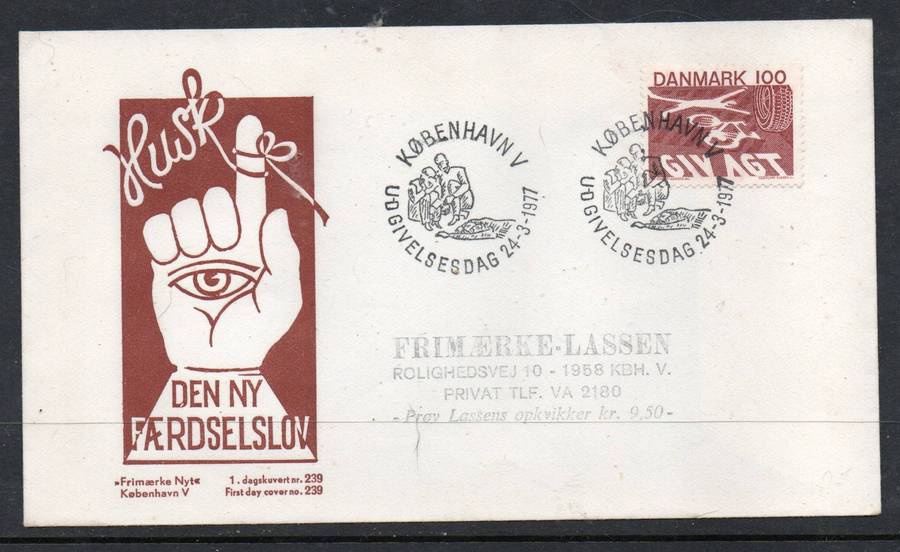 Husk
DEN NY
FÆRDSELSLOV
»Frimærke Nyt«
København V
1. dagskuvert nr. 239
First day cover no. 239
KØBENHAVN V
UDGIVELSESDAG 24-3-1977
KØBENHAVN V
UDGIVELSESDAG 24-3-1977
DANMARK 100
GIV AGT
FRIMÆRKE-LASSEN
ROLIGHEDSVEJ 10 - 1958 KBH. V.
PRIVAT TLF. VA 2180
- Prøv Lassens opkvikker kr. 9,50 -